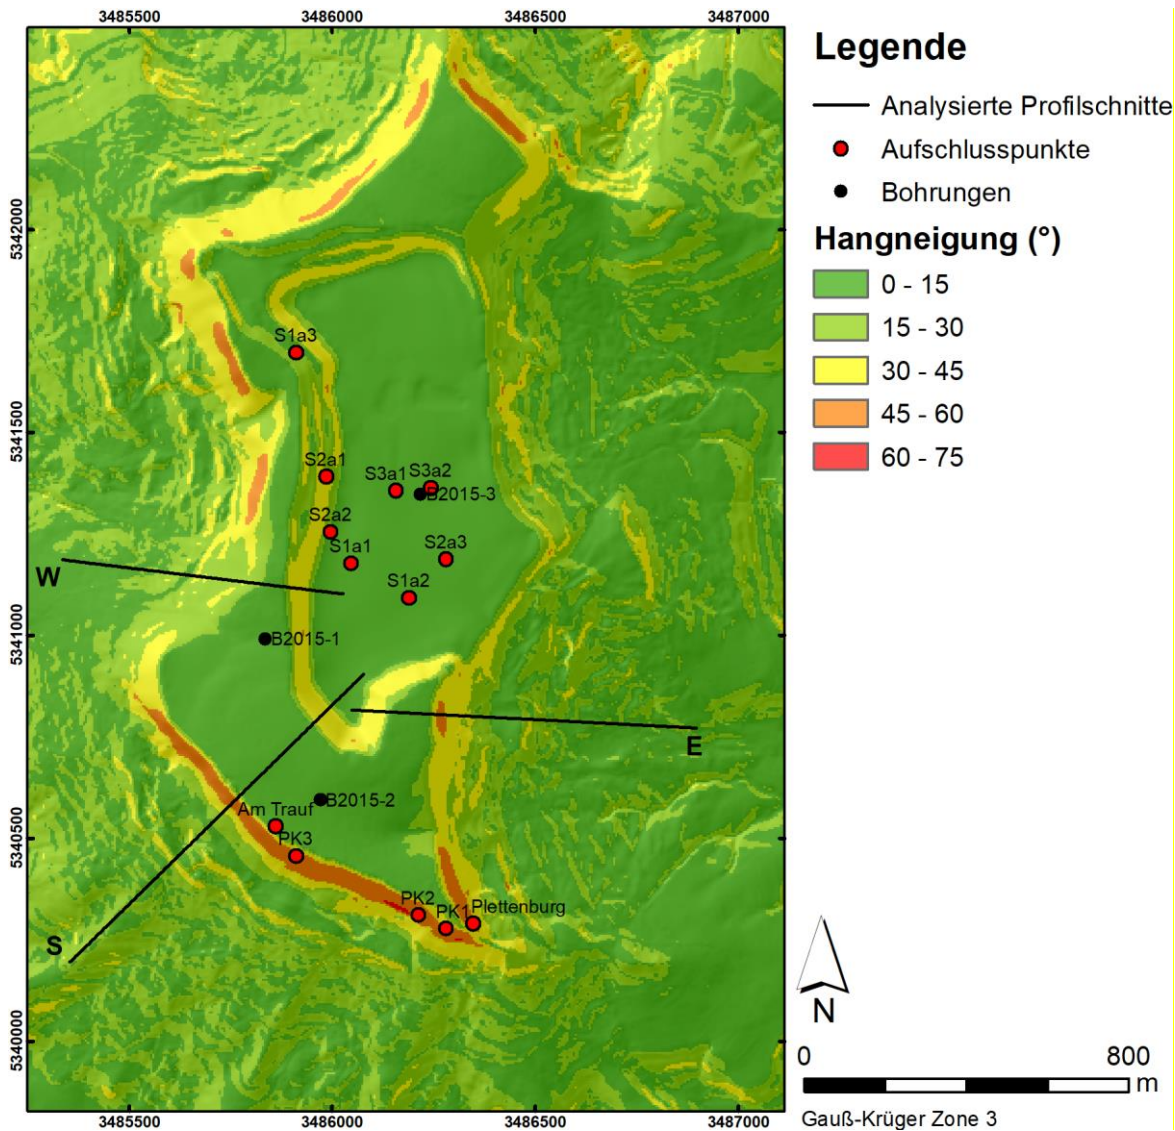 3485500 3486000 3486500 3487000
Legende
Analysierte Profilschnitte
Aufschlusspunkte
Bohrungen
Hangneigung (°)
0 - 15
15 - 30
30 - 45
45 - 60
60 - 75
5342000
5341500
5341000
5340500
5340000
S1a3
S2a1
S3a1
S3a2
B2015-3
S2a2
S1a1
S2a3
S1a2
W
B2015-1
E
B2015-2
Am Trauf
PK3
PK2
PK1
Plettenburg
S
N
0 800
m
Gauß-Krüger Zone 3
3485500 3486000 3486500 3487000